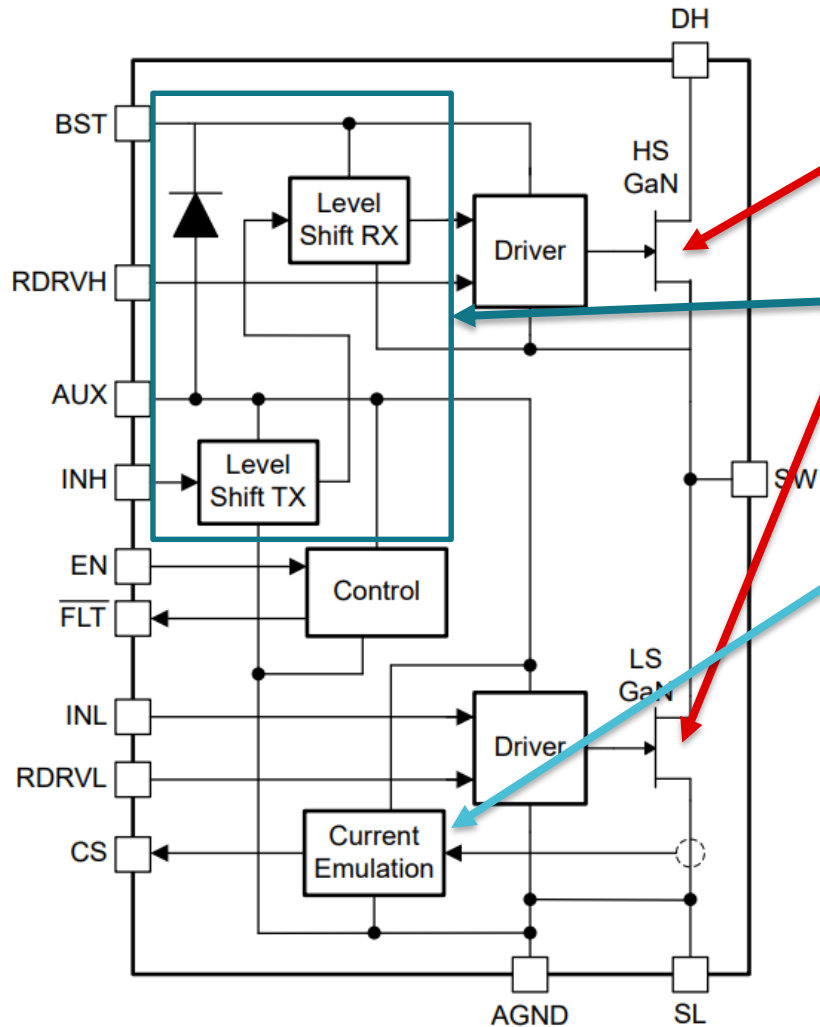 DH
BST
HS
GaN
Level
Shift RX
Driver
RDRVH
AUX
INH
Level
Shift TX
SW
EN
Control
FLT
LS
GaN
INL
Driver
RDRVL
CS
Current
Emulation
AGND
SL